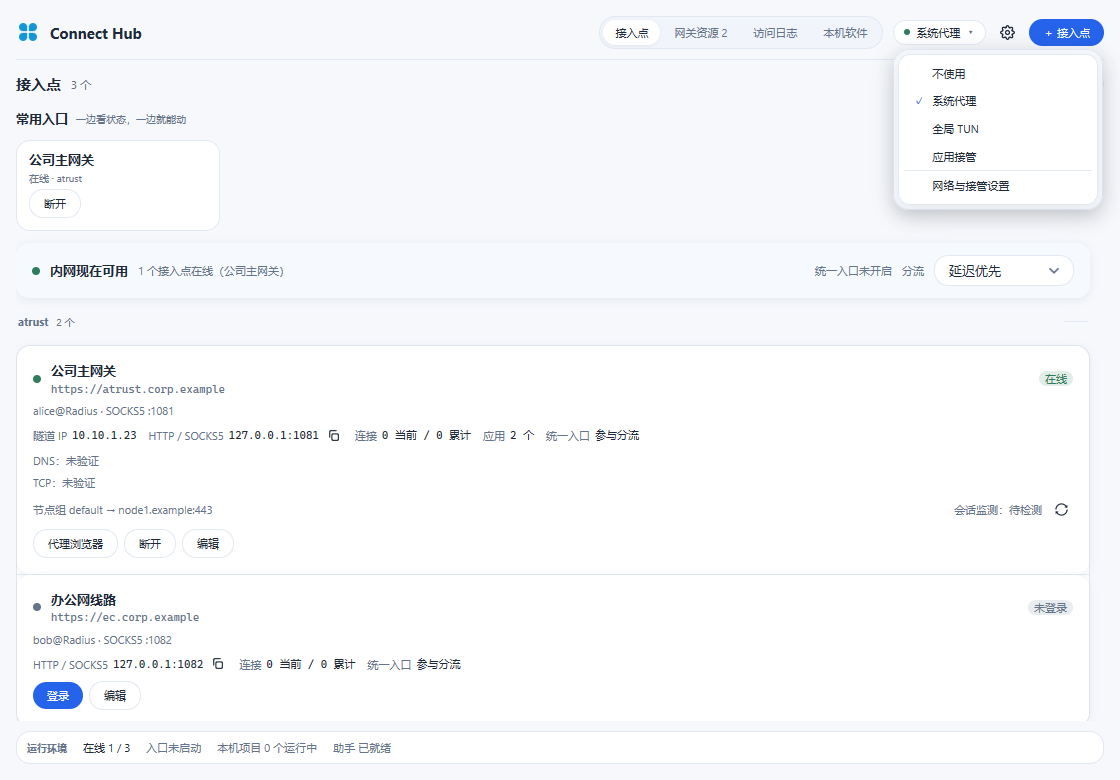 Connect Hub
接入点 网关资源 2 访问日志 本机软件 系统代理 + 接入点
不使用
✓ 系统代理
全局 TUN
应用接管
网络与接管设置
接入点 3 个
常用入口 一边看状态，一边就能动
公司主网关
在线 · atrust
断开
内网现在可用 1 个接入点在线（公司主网关） 统一入口未开启 分流 延迟优先
atrust 2 个
公司主网关
https://atrust.corp.example
在线
alice@Radius · SOCKS5 :1081
隧道 IP 10.10.1.23 HTTP / SOCKS5 127.0.0.1:1081 连接 0 当前 / 0 累计 应用 2 个 统一入口 参与分流
DNS: 未验证
TCP: 未验证
节点组 default → node1.example:443 会话监测: 待检测
代理浏览器 断开 编辑
办公网线路
https://ec.corp.example
未登录
bob@Radius · SOCKS5 :1082
HTTP / SOCKS5 127.0.0.1:1082 连接 0 当前 / 0 累计 统一入口 参与分流
登录 编辑
运行环境 在线 1 / 3 入口未启动 本机项目 0 个运行中 助手 已就绪